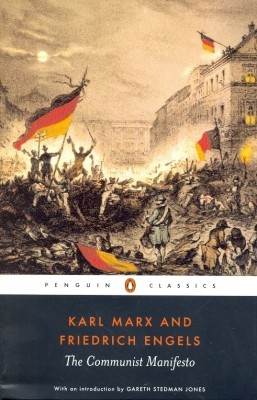 PENGUIN CLASSICS
KARL MARX AND
FRIEDRICH ENGELS
The Communist Manifesto
With an introduction by GARETH STEDMAN JONES